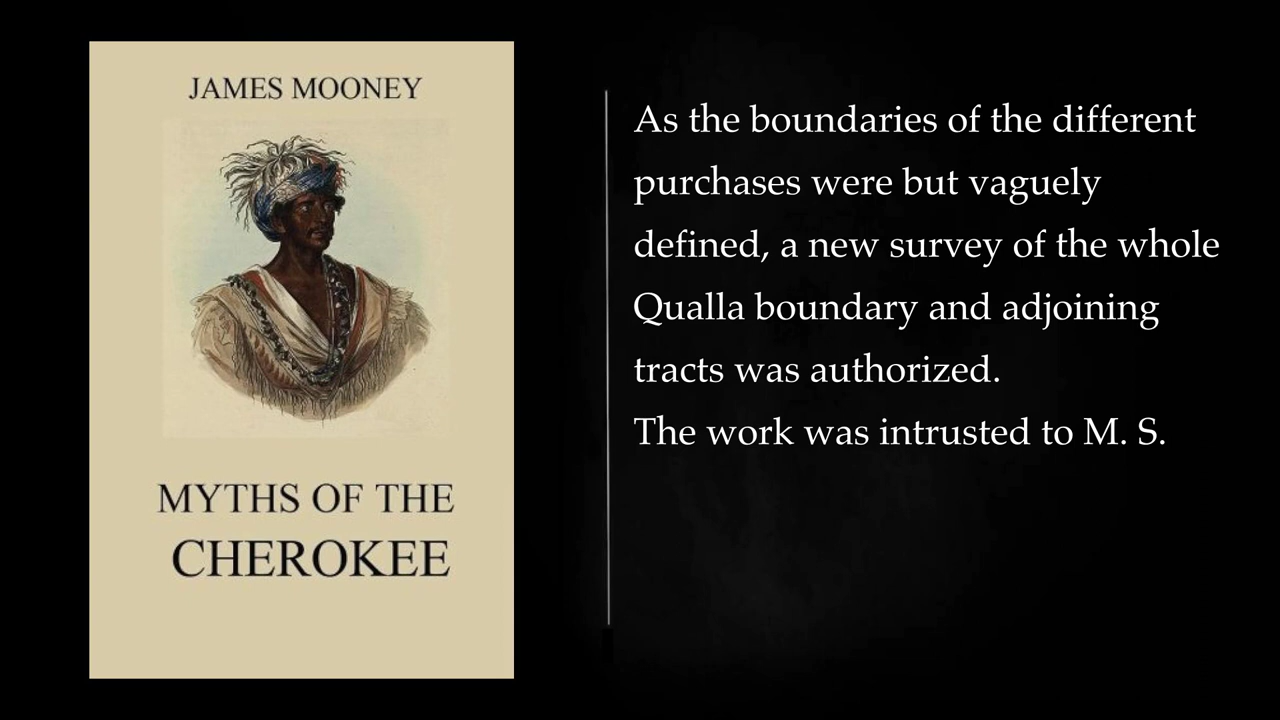 JAMES MOONEY
MYTHS OF THE
CHEROKEE
As the boundaries of the different
purchases were but vaguely
defined, a new survey of the whole
Qualla boundary and adjoining
tracts was authorized.
The work was intrusted to M. S.